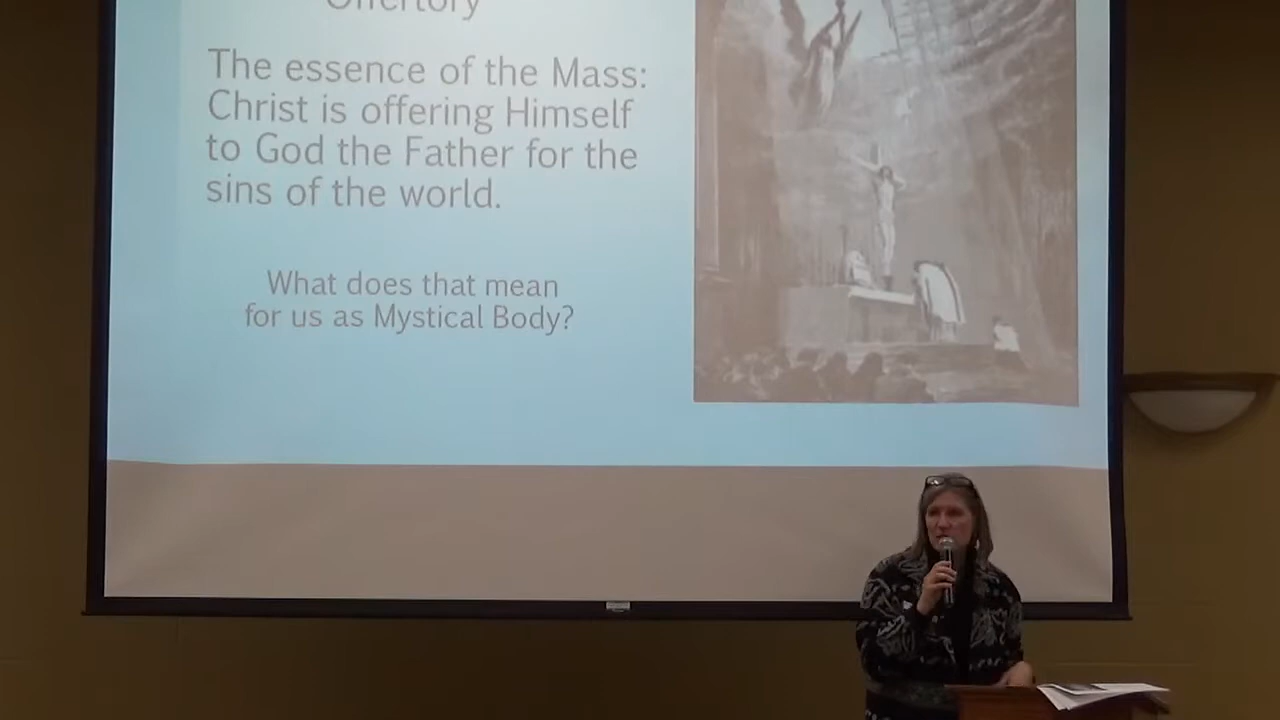 Offertory
The essence of the Mass:
Christ is offering Himself
to God the Father for the
sins of the world.
What does that mean
for us as Mystical Body?